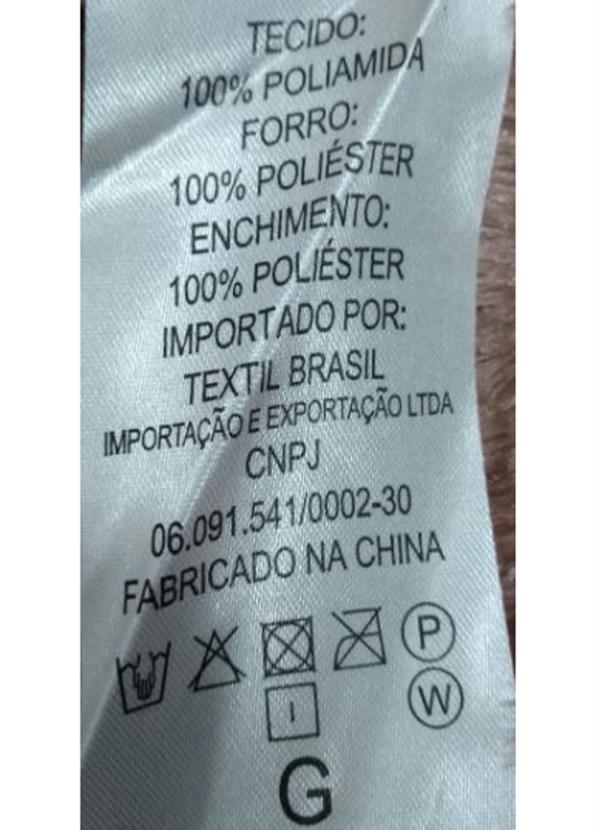 TECIDO:
100% POLIAMIDA
FORRO:
100% POLIÉSTER
ENCHIMENTO:
100% POLIÉSTER
IMPORTADO POR:
TEXTIL BRASIL
IMPORTAÇÃO E EXPORTAÇÃO LTDA
CNPJ
06.091.541/0002-30
FABRICADO NA CHINA
P
W
G